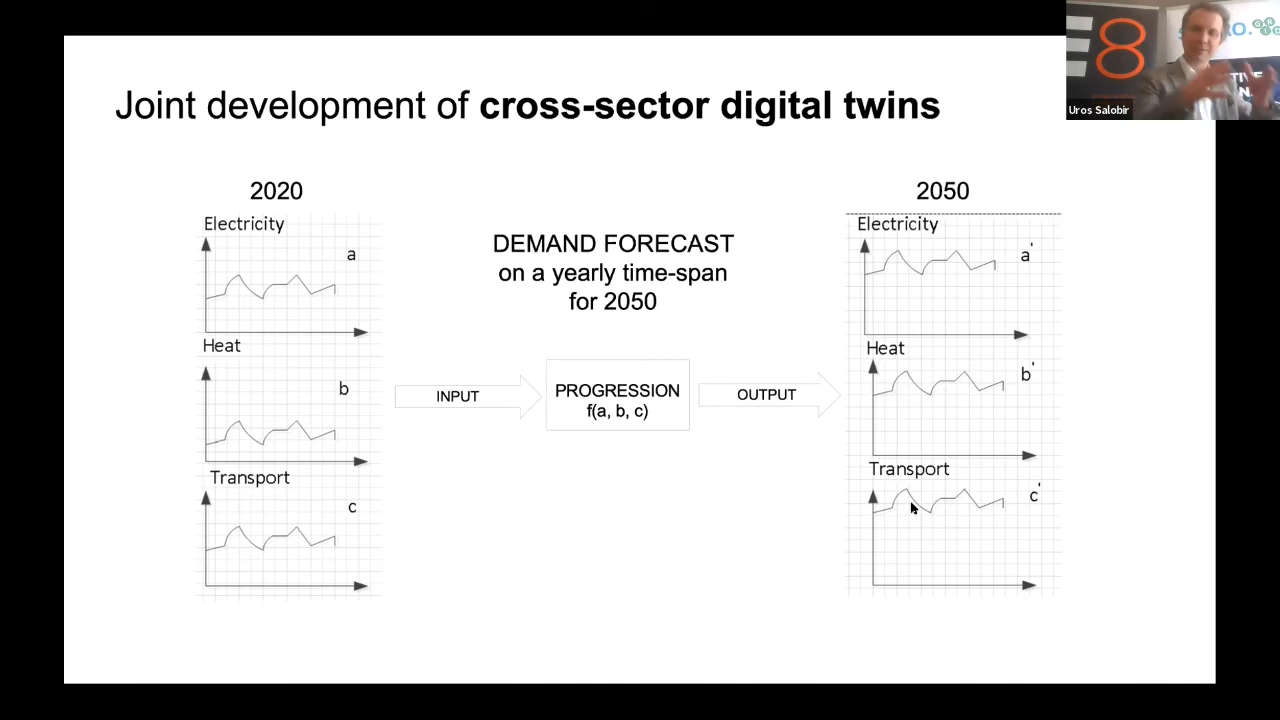 Joint development of cross-sector digital twins
2020
Electricity
a
Heat
b
Transport
c
DEMAND FORECAST
on a yearly time-span
for 2050
INPUT
PROGRESSION
f(a, b, c)
OUTPUT
2050
Electricity
a'
Heat
b'
Transport
c'
E8
Uros Salobir